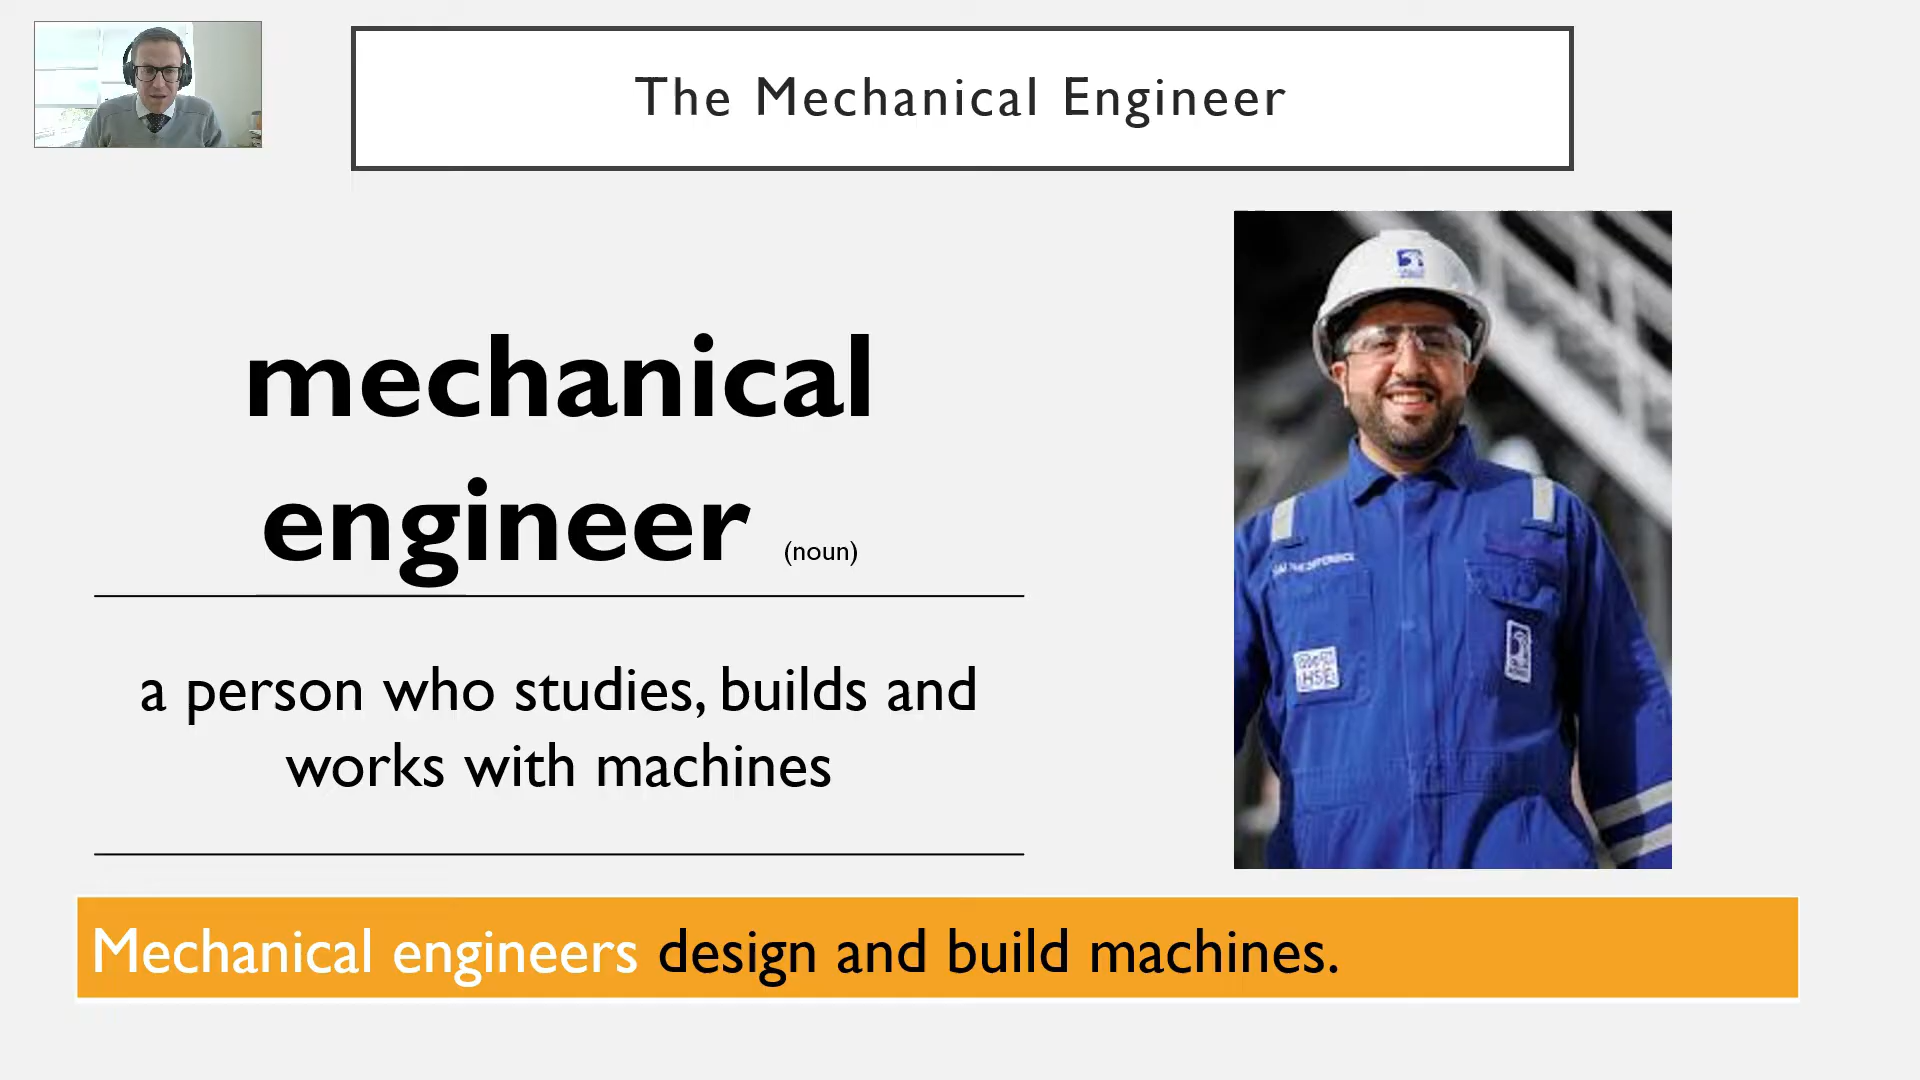 The Mechanical Engineer
mechanical
engineer (noun)
a person who studies, builds and
works with machines
Mechanical engineers design and build machines.
HSE